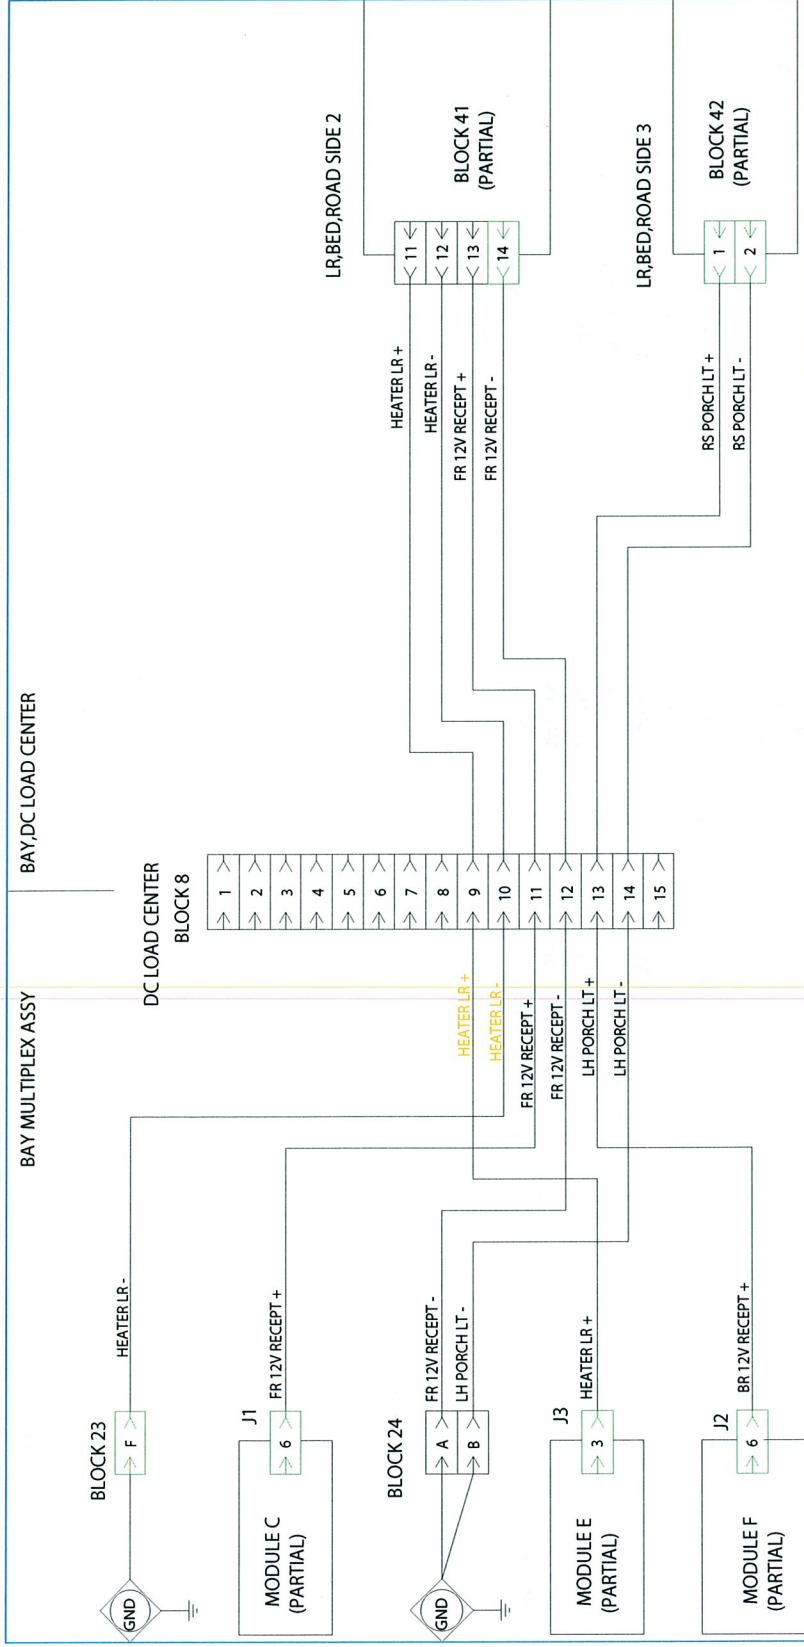 BAY MULTIPLEX ASSY
BAY,DC LOAD CENTER
BLOCK 23
F
GND
HEATER LR -
MODULE C
(PARTIAL)
J1
6
FR 12V RECEPT +
BLOCK 24
A
B
GND
FR 12V RECEPT -
LH PORCH LT -
MODULE E
(PARTIAL)
J3
3
HEATER LR +
MODULE F
(PARTIAL)
J2
6
BR 12V RECEPT +
HEATER LR +
HEATER LR -
FR 12V RECEPT +
FR 12V RECEPT -
LH PORCH LT +
LH PORCH LT -
DC LOAD CENTER
BLOCK 8
1
2
3
4
5
6
7
8
9
10
11
12
13
14
15
HEATER LR +
HEATER LR -
FR 12V RECEPT +
FR 12V RECEPT -
RS PORCH LT +
RS PORCH LT -
LR,BED,ROAD SIDE 2
11
12
13
14
BLOCK 41
(PARTIAL)
LR,BED,ROAD SIDE 3
1
2
BLOCK 42
(PARTIAL)